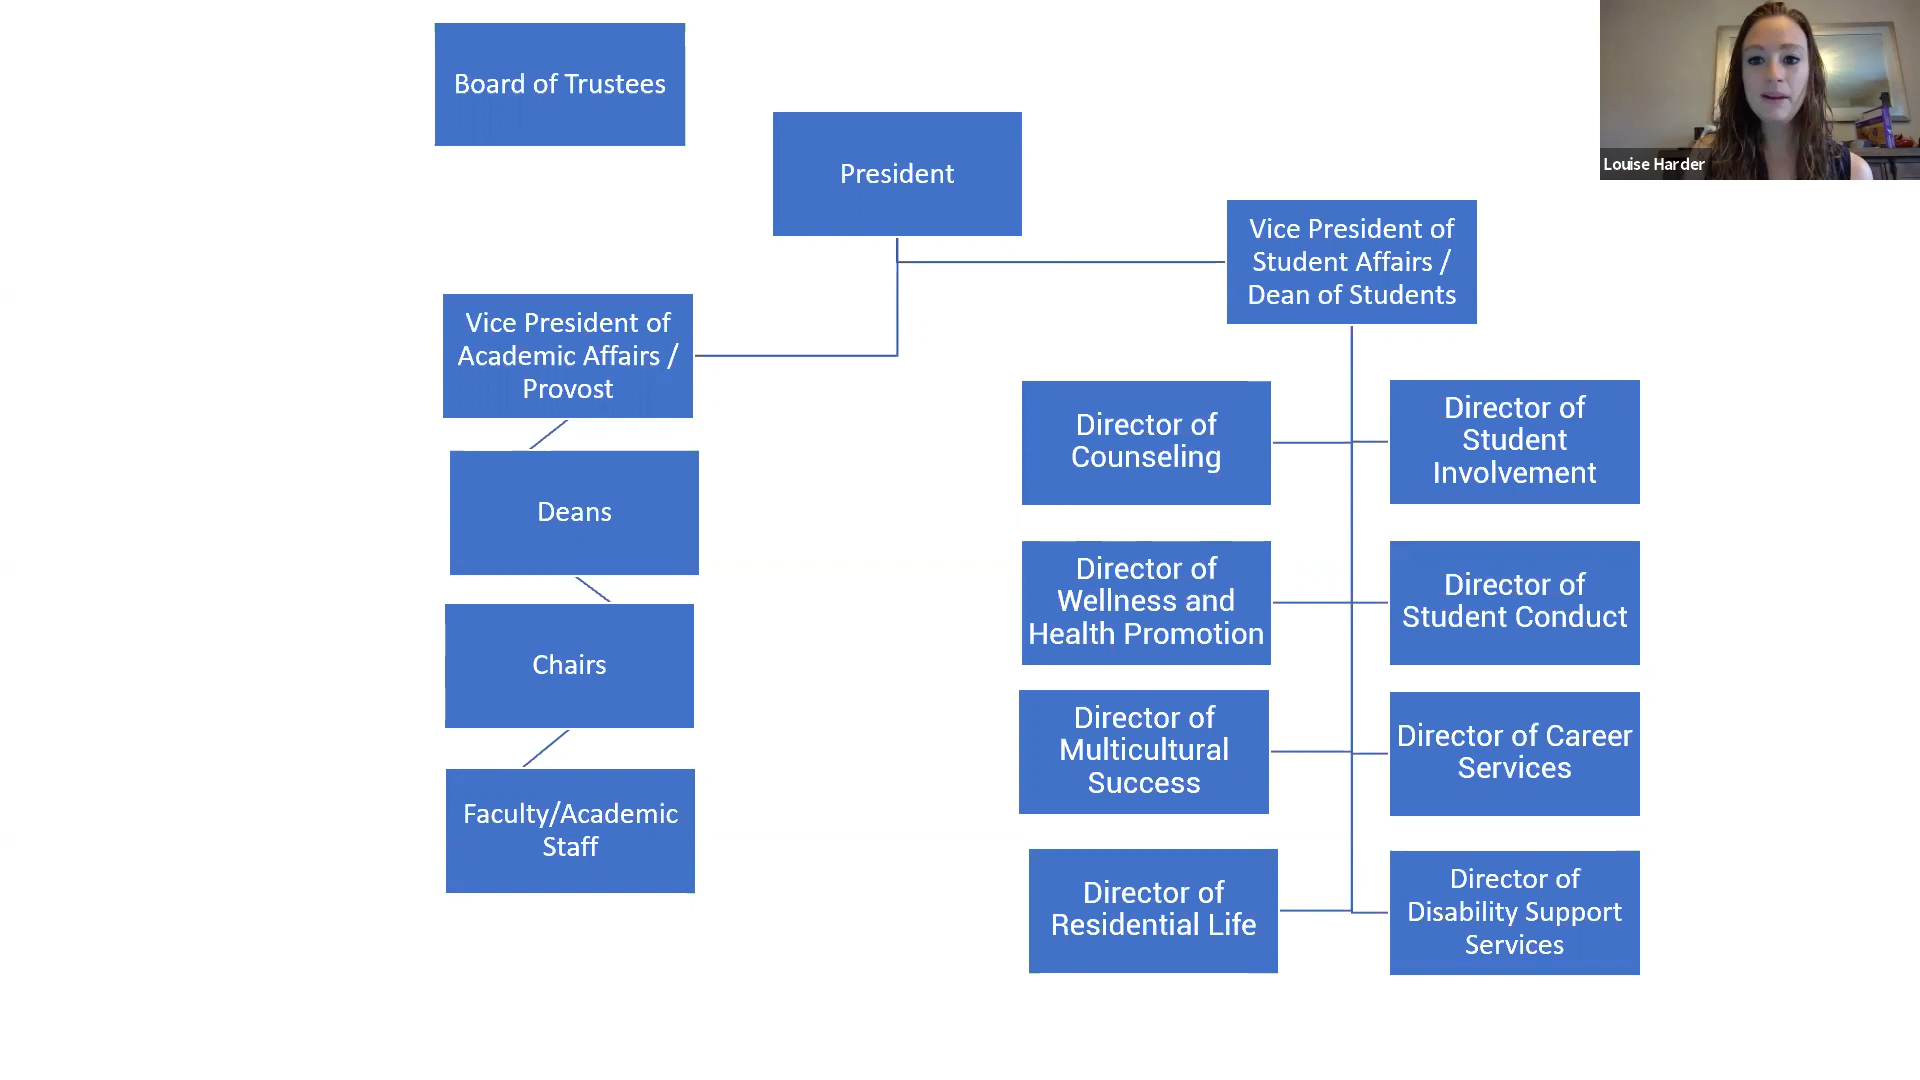 Board of Trustees
President
Louise Harder
Vice President of
Student Affairs /
Dean of Students
Vice President of
Academic Affairs /
Provost
Director of
Counseling
Director of
Student
Involvement
Deans
Director of
Wellness and
Health Promotion
Director of
Student Conduct
Chairs
Director of
Multicultural
Success
Director of Career
Services
Faculty/Academic
Staff
Director of
Residential Life
Director of
Disability Support
Services